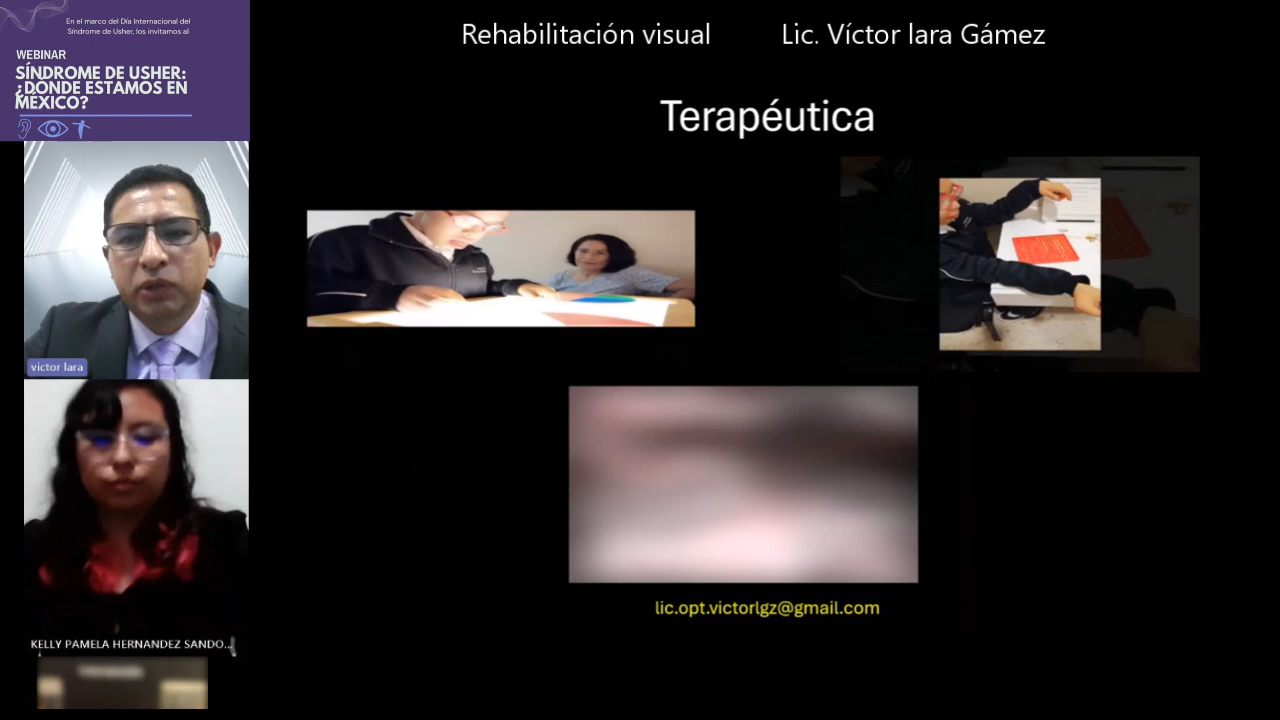 En el marco del Día Internacional del
Síndrome de Usher, los invitamos al
WEBINAR
SÍNDROME DE USHER:
¿DONDE ESTAMOS EN
MÉXICO?
victor lara
KELLY PAMELA HERNANDEZ SANDO...
Rehabilitación visual Lic. Víctor lara Gámez
Terapéutica
lic.opt.victorlgz@gmail.com